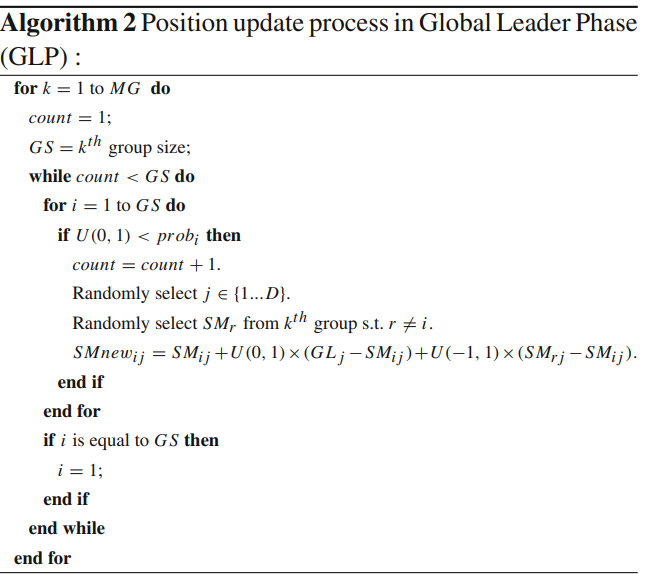 Algorithm 2 Position update process in Global Leader Phase
(GLP) :
for k = 1 to MG do
count = 1;
GS = k^th group size;
while count < GS do
for i = 1 to GS do
if U(0, 1) < prob_i then
count = count + 1.
Randomly select j ∈ {1...D}.
Randomly select SM_r from k^th group s.t. r ≠ i.
SMnew_ij = SM_ij + U(0, 1) × (GL_j − SM_ij) + U(−1, 1) × (SM_rj − SM_ij).
end if
end for
if i is equal to GS then
i = 1;
end if
end while
end for